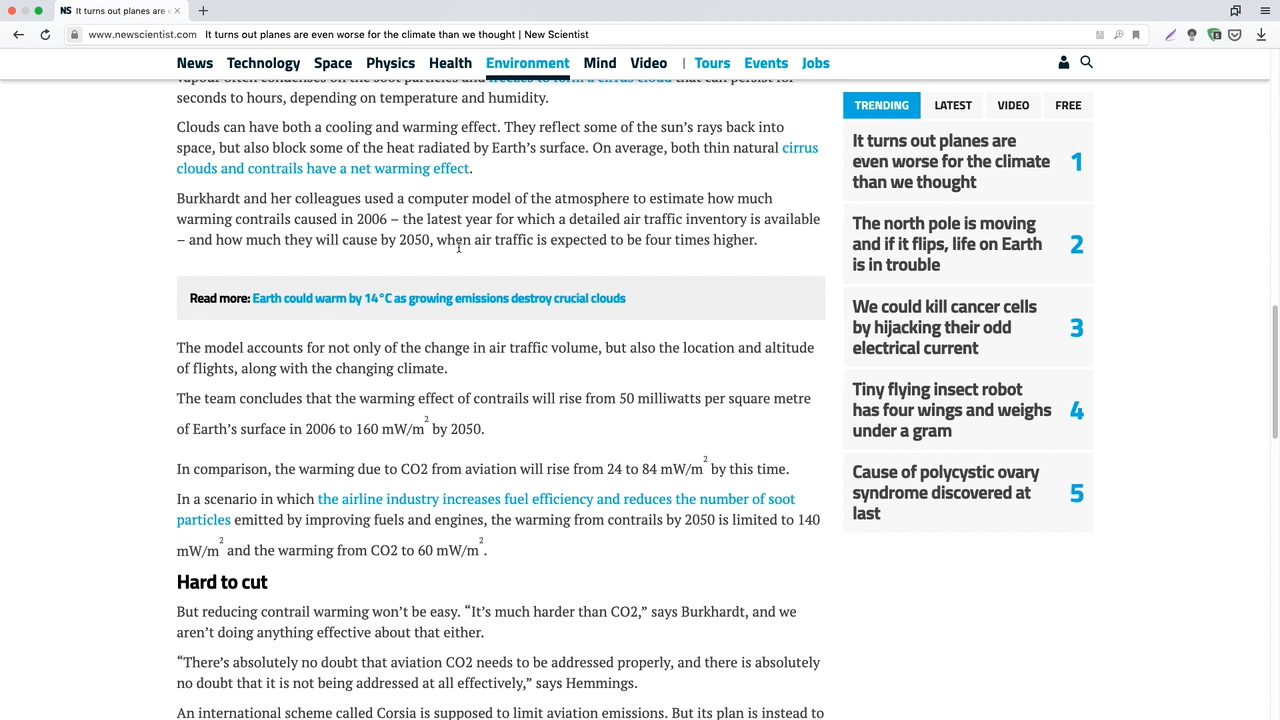 NS It turns out planes are
www.newscientist.com It turns out planes are even worse for the climate than we thought | New Scientist
News Technology Space Physics Health Environment Mind Video | Tours Events Jobs
vapour often condenses on the soot particles and freezes to form a cirrus cloud that can persist for
seconds to hours, depending on temperature and humidity.
Clouds can have both a cooling and warming effect. They reflect some of the sun’s rays back into
space, but also block some of the heat radiated by Earth’s surface. On average, both thin natural cirrus
clouds and contrails have a net warming effect.
Burkhardt and her colleagues used a computer model of the atmosphere to estimate how much
warming contrails caused in 2006 – the latest year for which a detailed air traffic inventory is available
– and how much they will cause by 2050, when air traffic is expected to be four times higher.
Read more: Earth could warm by 14°C as growing emissions destroy crucial clouds
The model accounts for not only of the change in air traffic volume, but also the location and altitude
of flights, along with the changing climate.
The team concludes that the warming effect of contrails will rise from 50 milliwatts per square metre
of Earth’s surface in 2006 to 160 mW/m² by 2050.
In comparison, the warming due to CO2 from aviation will rise from 24 to 84 mW/m² by this time.
In a scenario in which the airline industry increases fuel efficiency and reduces the number of soot
particles emitted by improving fuels and engines, the warming from contrails by 2050 is limited to 140
mW/m² and the warming from CO2 to 60 mW/m².
Hard to cut
But reducing contrail warming won’t be easy. “It’s much harder than CO2,” says Burkhardt, and we
aren’t doing anything effective about that either.
“There’s absolutely no doubt that aviation CO2 needs to be addressed properly, and there is absolutely
no doubt that it is not being addressed at all effectively,” says Hemmings.
An international scheme called Corsia is supposed to limit aviation emissions. But its plan is instead to
TRENDING LATEST VIDEO FREE
It turns out planes are
even worse for the climate 1
than we thought
The north pole is moving
and if it flips, life on Earth 2
is in trouble
We could kill cancer cells
by hijacking their odd 3
electrical current
Tiny flying insect robot
has four wings and weighs 4
under a gram
Cause of polycystic ovary
syndrome discovered at 5
last